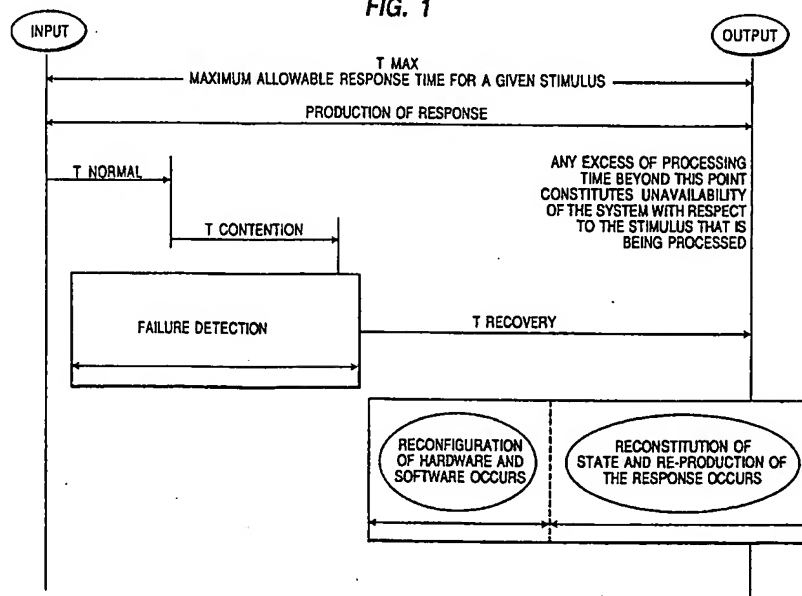 FIG. 1
INPUT
OUTPUT
T MAX
MAXIMUM ALLOWABLE RESPONSE TIME FOR A GIVEN STIMULUS
PRODUCTION OF RESPONSE
T NORMAL
ANY EXCESS OF PROCESSING
TIME BEYOND THIS POINT
CONSTITUTES UNAVAILABILITY
OF THE SYSTEM WITH RESPECT
TO THE STIMULUS THAT IS
BEING PROCESSED
T CONTENTION
FAILURE DETECTION
T RECOVERY
RECONFIGURATION
OF HARDWARE AND
SOFTWARE OCCURS
RECONSTITUTION OF
STATE AND RE-PRODUCTION OF
THE RESPONSE OCCURS